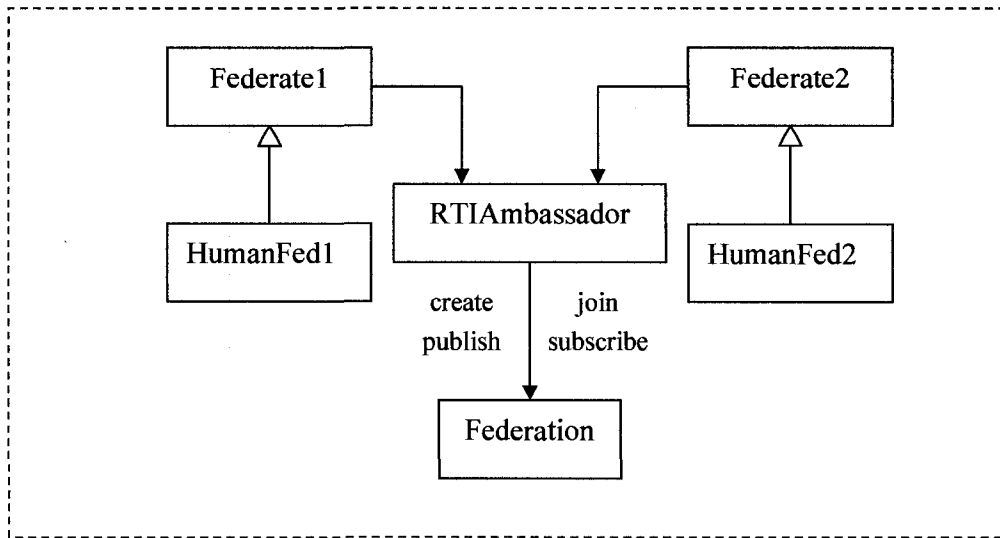 Federate1
Federate2
RTIAmbassador
HumanFed1
HumanFed2
create
join
publish
subscribe
Federation